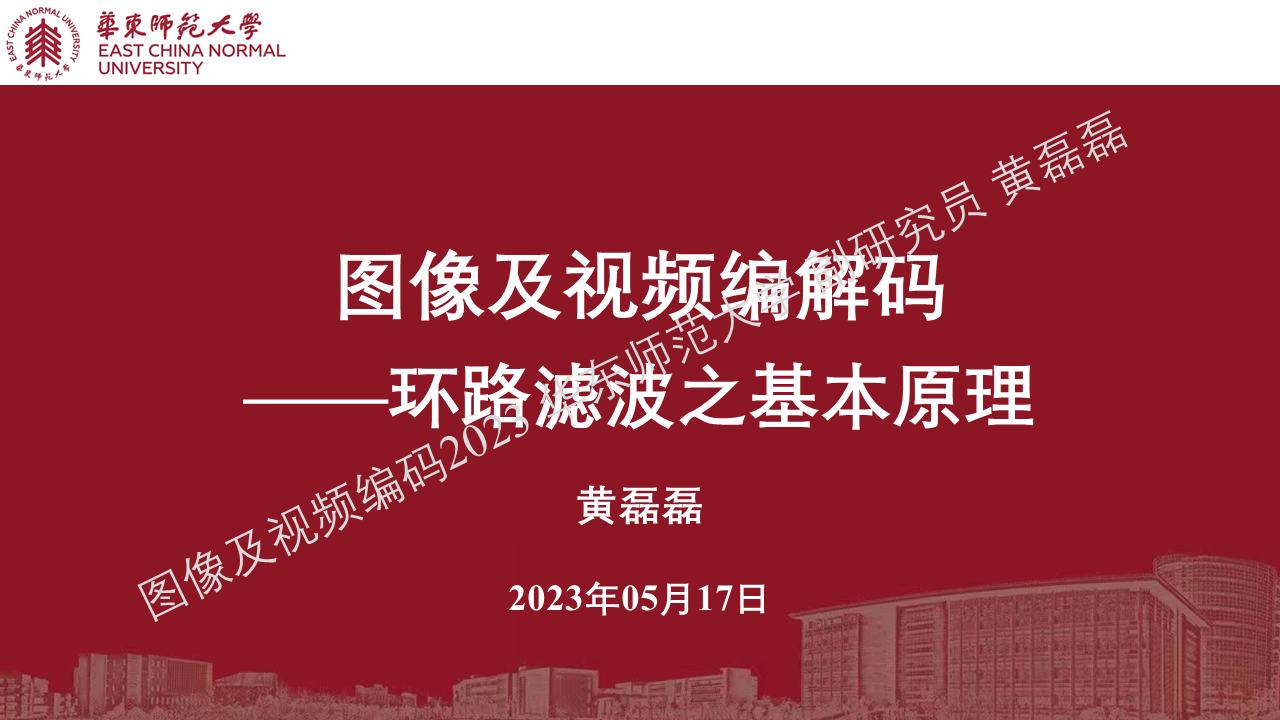 EAST CHINA NORMAL UNIVERSITY
華東師范大學
華東師范大學
EAST CHINA NORMAL
UNIVERSITY
图像及视频编解码
——环路滤波之基本原理
黄磊磊
2023年05月17日
图像及视频编码2023 华东师范大学 副研究员 黄磊磊